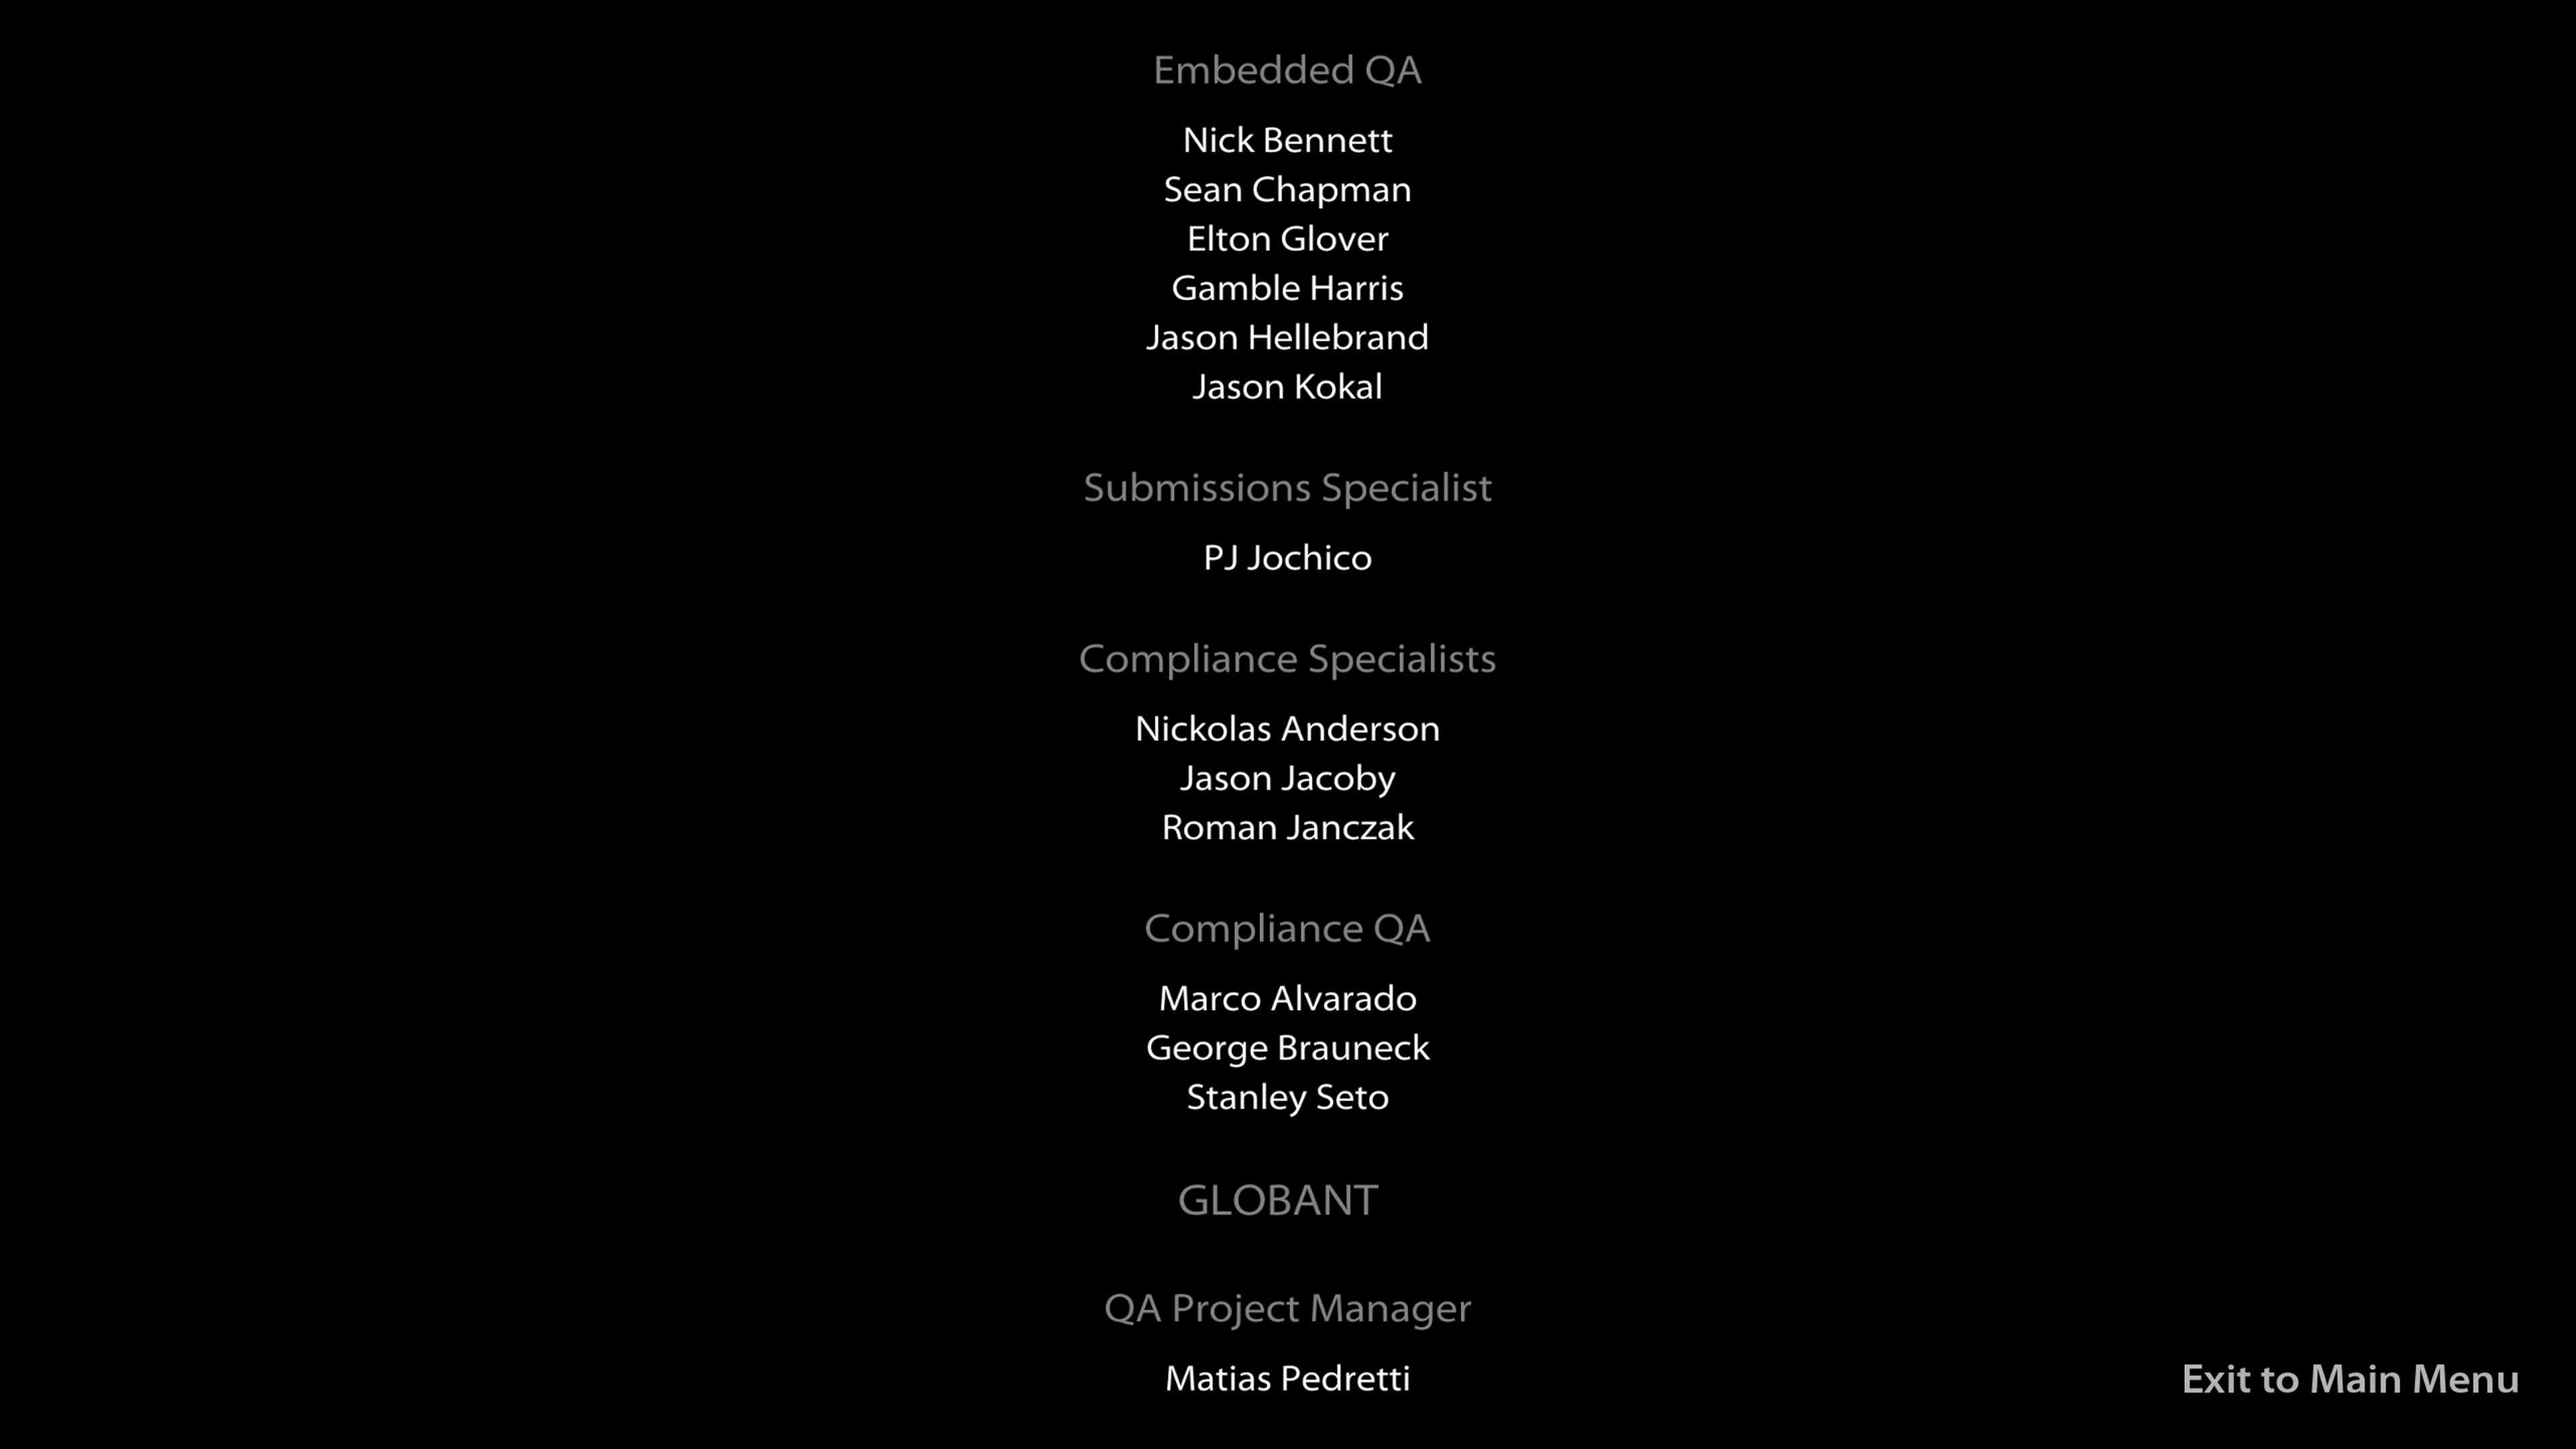 Embedded QA
Nick Bennett
Sean Chapman
Elton Glover
Gamble Harris
Jason Hellebrand
Jason Kokal
Submissions Specialist
PJ Jochico
Compliance Specialists
Nickolas Anderson
Jason Jacoby
Roman Janczak
Compliance QA
Marco Alvarado
George Brauneck
Stanley Seto
GLOBANT
QA Project Manager
Matias Pedretti
Exit to Main Menu